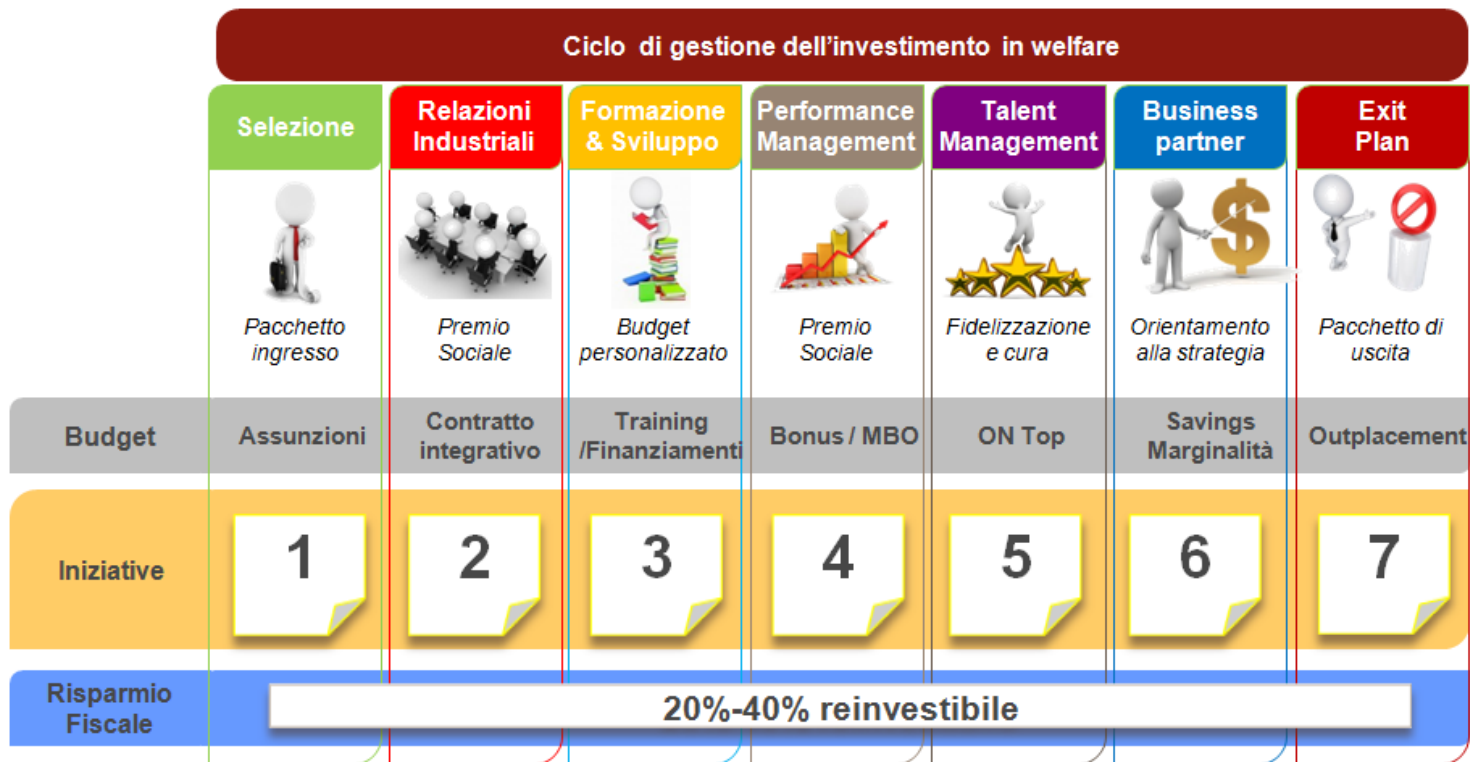 Ciclo di gestione dell'investimento in welfare
Selezione
Relazioni
Industriali
Formazione
& Sviluppo
Performance
Management
Talent
Management
Business
partner
Exit
Plan
Pacchetto
ingresso
Premio
Sociale
Budget
personalizzato
Premio
Sociale
Fidelizzazione
e cura
Orientamento
alla strategia
Pacchetto di
uscita
Budget
Assunzioni
Contratto
integrativo
Training
/Finanziamenti
Bonus / MBO
ON Top
Savings
Marginalità
Outplacement
Iniziative
1
2
3
4
5
6
7
Risparmio
Fiscale
20%-40% reinvestibile